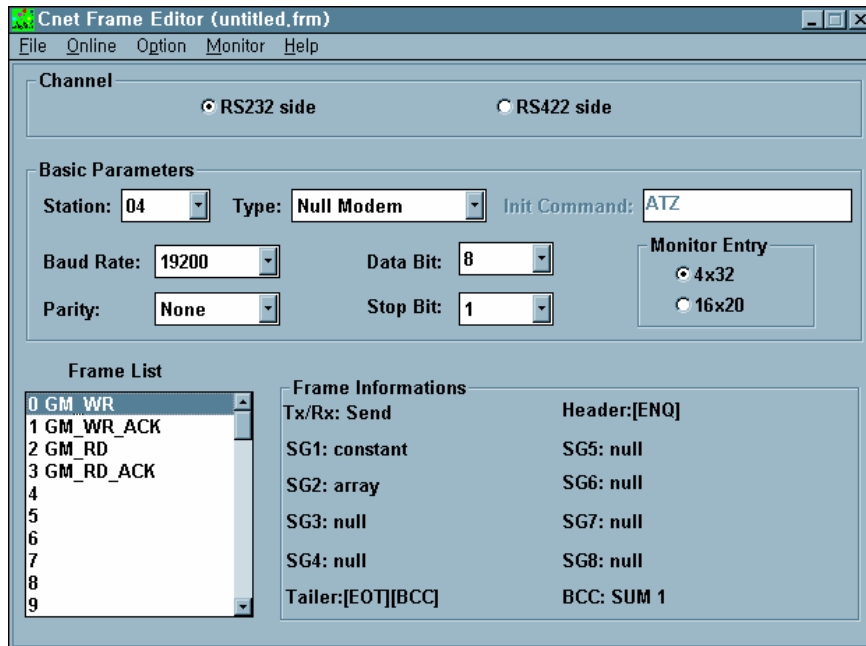 Cnet Frame Editor (untitled.frm)
File Online Option Monitor Help
Channel
RS232 side RS422 side
Basic Parameters
Station: 04 Type: Null Modem Init Command: ATZ
Baud Rate: 19200 Data Bit: 8
Parity: None Stop Bit: 1
Monitor Entry
4x32
16x20
Frame List
0 GM_WR
1 GM_WR_ACK
2 GM_RD
3 GM_RD_ACK
4
5
6
7
8
9
Frame Informations
Tx/Rx: Send Header:[ENQ]
SG1: constant SG5: null
SG2: array SG6: null
SG3: null SG7: null
SG4: null SG8: null
Tailer:[EOT][BCC] BCC: SUM 1